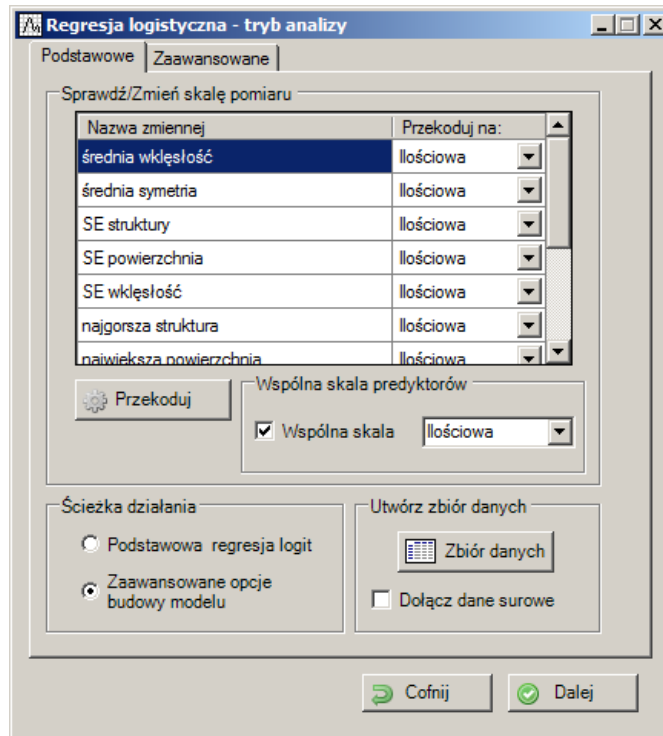 Regresja logistyczna - tryb analizy
Podstawowe Zaawansowane
Sprawdź/Zmień skalę pomiaru
Nazwa zmiennej Przekoduj na:
średnia wklęsłość Ilościowa
średnia symetria Ilościowa
SE struktury Ilościowa
SE powierzchnia Ilościowa
SE wklęsłość Ilościowa
najgorsza struktura Ilościowa
największa powierzchnia Ilościowa
Przekoduj
Wspólna skala predyktorów
Wspólna skala Ilościowa
Ścieżka działania
Podstawowa regresja logit
Zaawansowane opcje
budowy modelu
Utwórz zbiór danych
Zbiór danych
Dołącz dane surowe
Cofnij Dalej